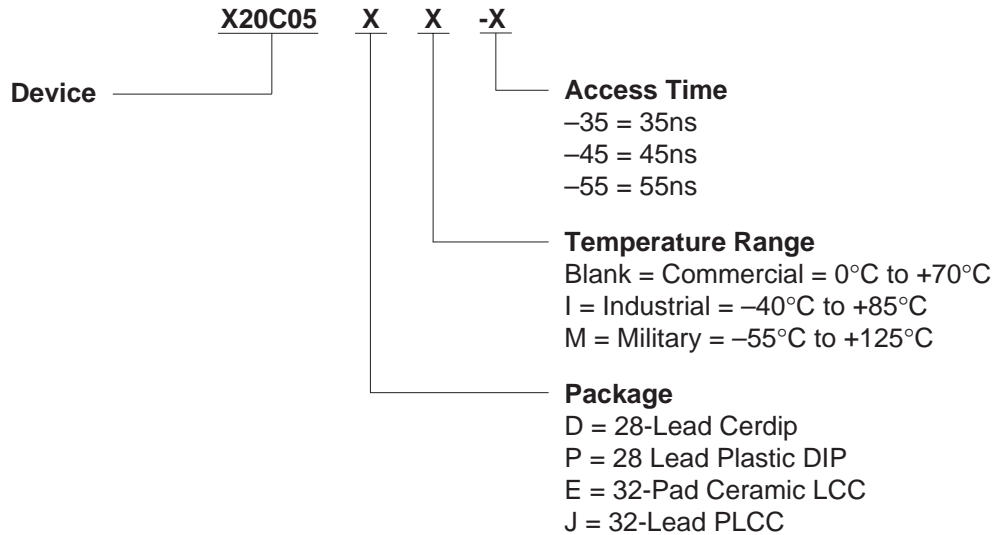 X20C05 X X -X
Device
Access Time
–35 = 35ns
–45 = 45ns
–55 = 55ns
Temperature Range
Blank = Commercial = 0°C to +70°C
I = Industrial = –40°C to +85°C
M = Military = –55°C to +125°C
Package
D = 28-Lead Cerdip
P = 28 Lead Plastic DIP
E = 32-Pad Ceramic LCC
J = 32-Lead PLCC